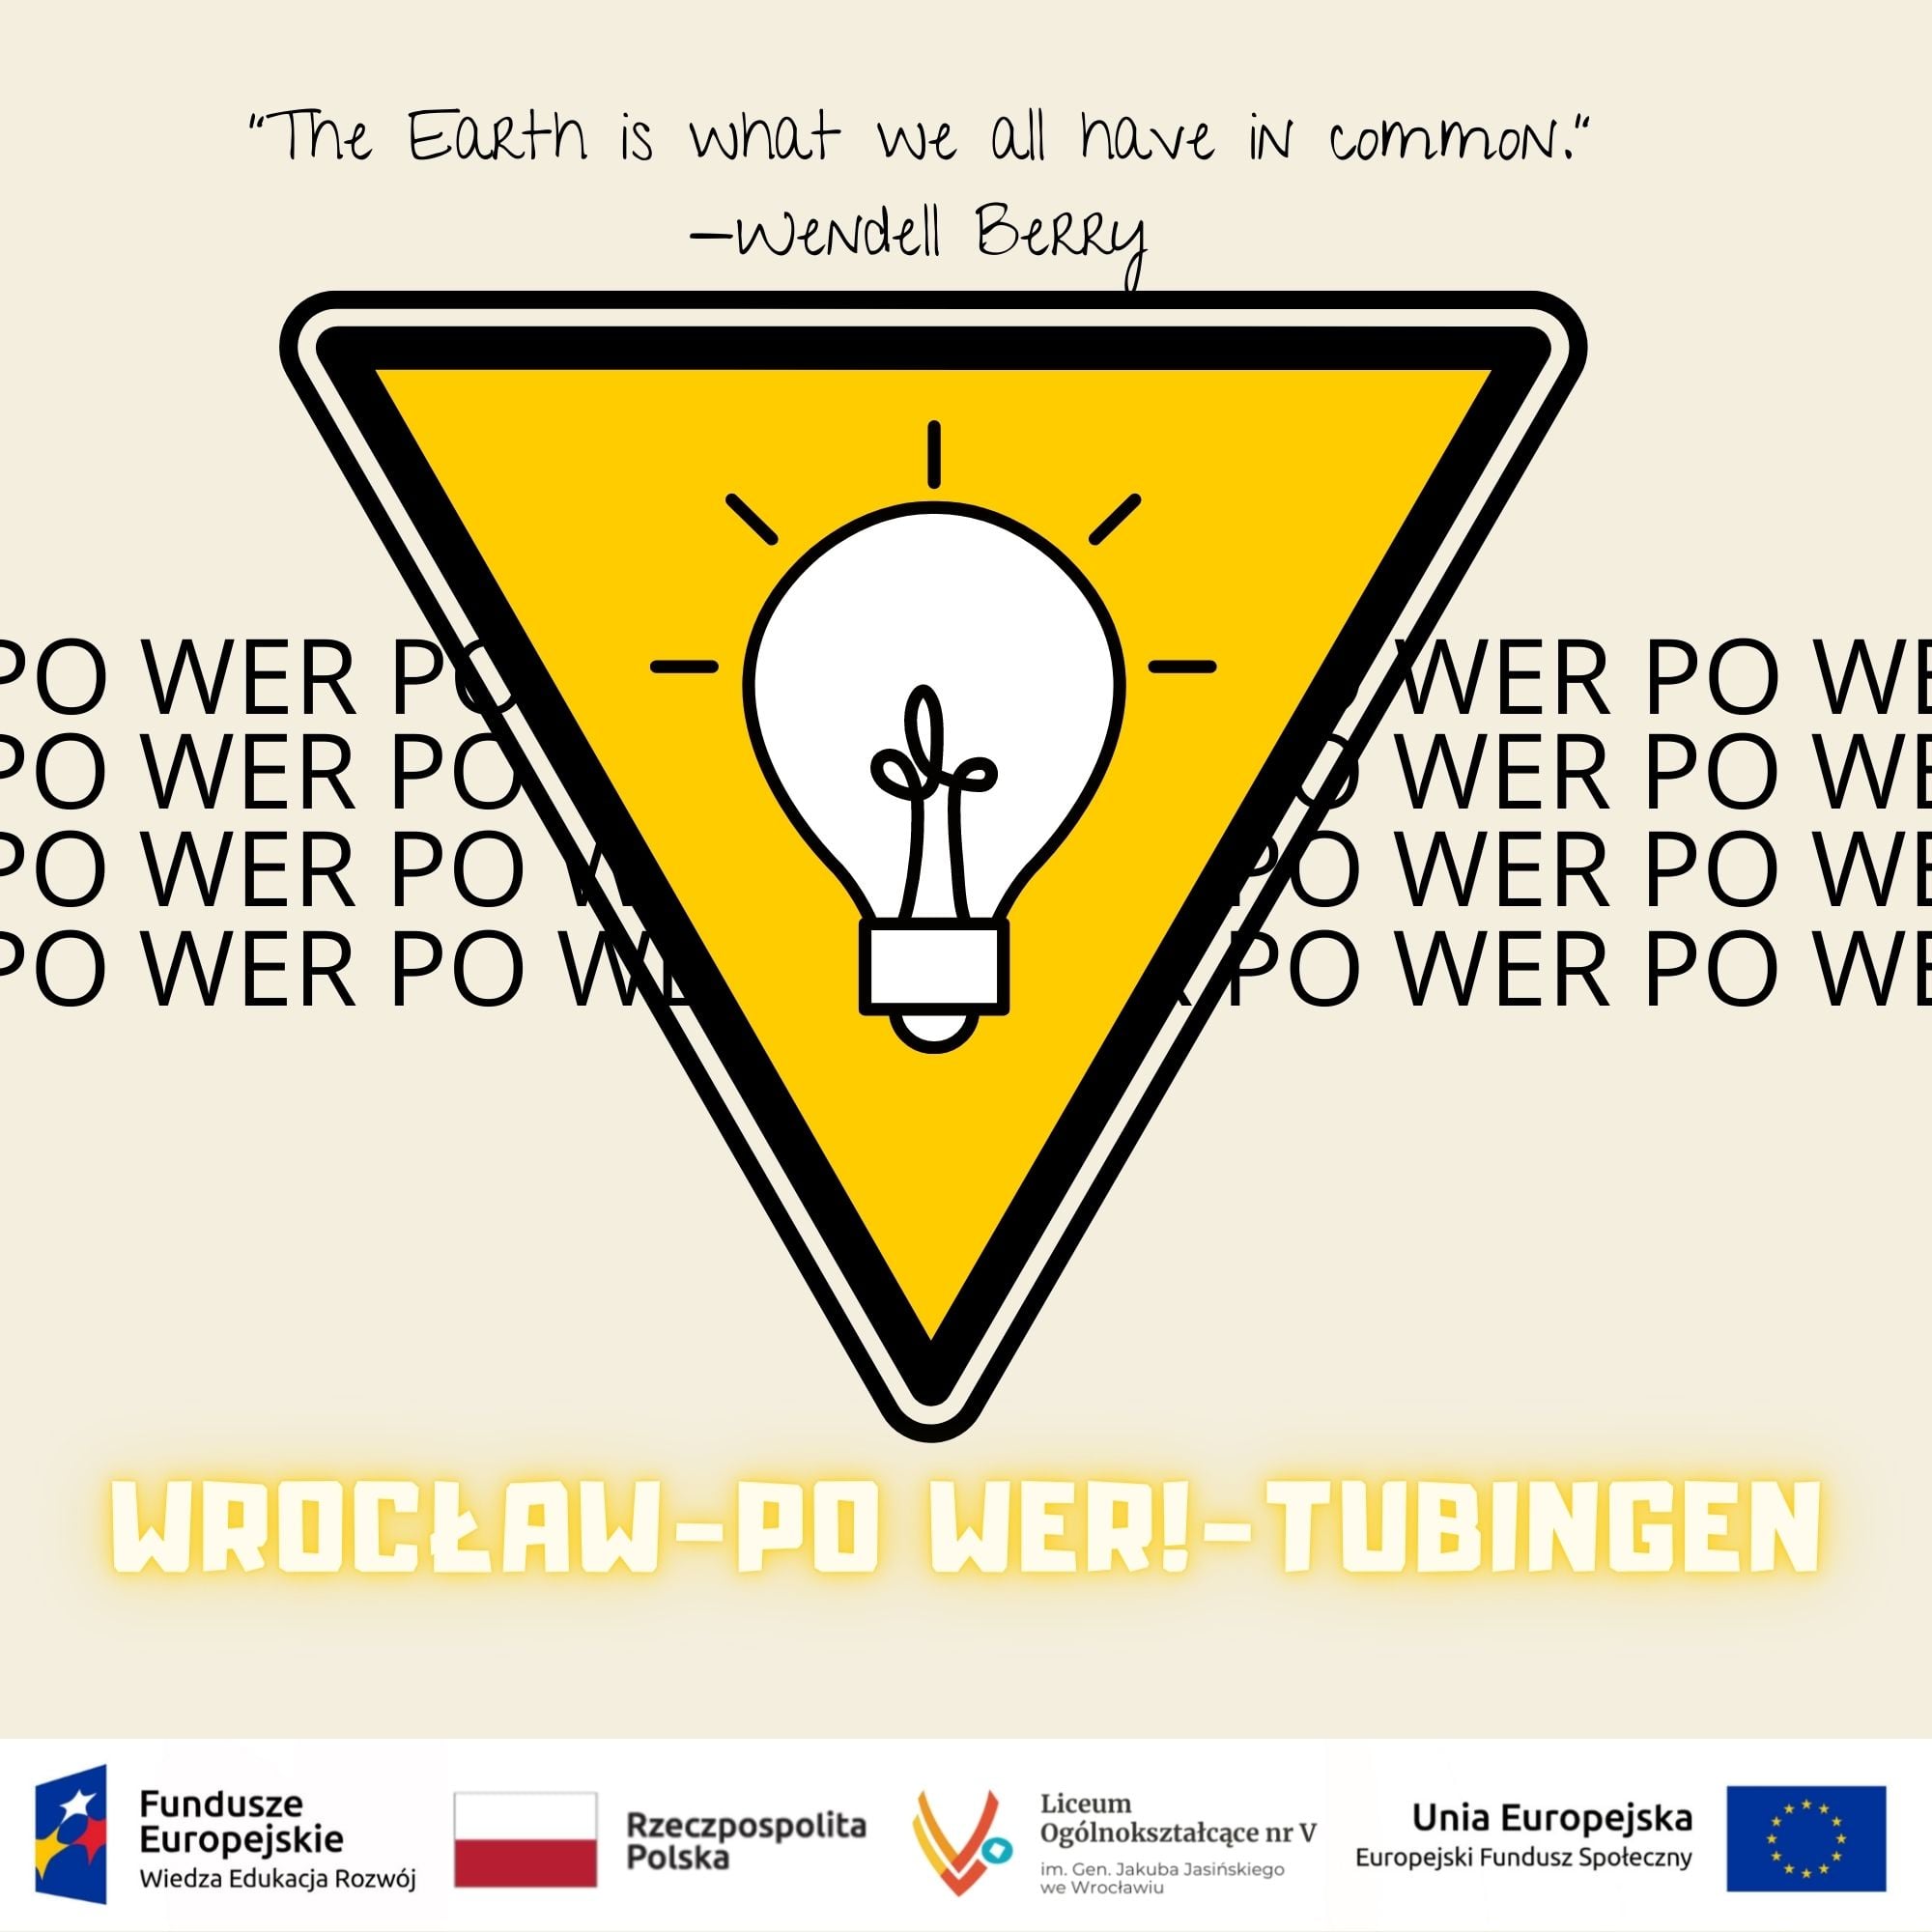 “The Earth is what we all have in common.“
–Wendell Berry
PO WER PO WER PO WE
PO WER PO PO WER PO WE
PO WER PO W PO WER PO WE
PO WER PO WE PO WER PO WE
WROCŁAW-PO WER!-TUBINGEN
Fundusze
Europejskie
Wiedza Edukacja Rozwój
Rzeczpospolita
Polska
Liceum
Ogólnokształcące nr V
im. Gen. Jakuba Jasińskiego
we Wrocławiu
Unia Europejska
Europejski Fundusz Społeczny